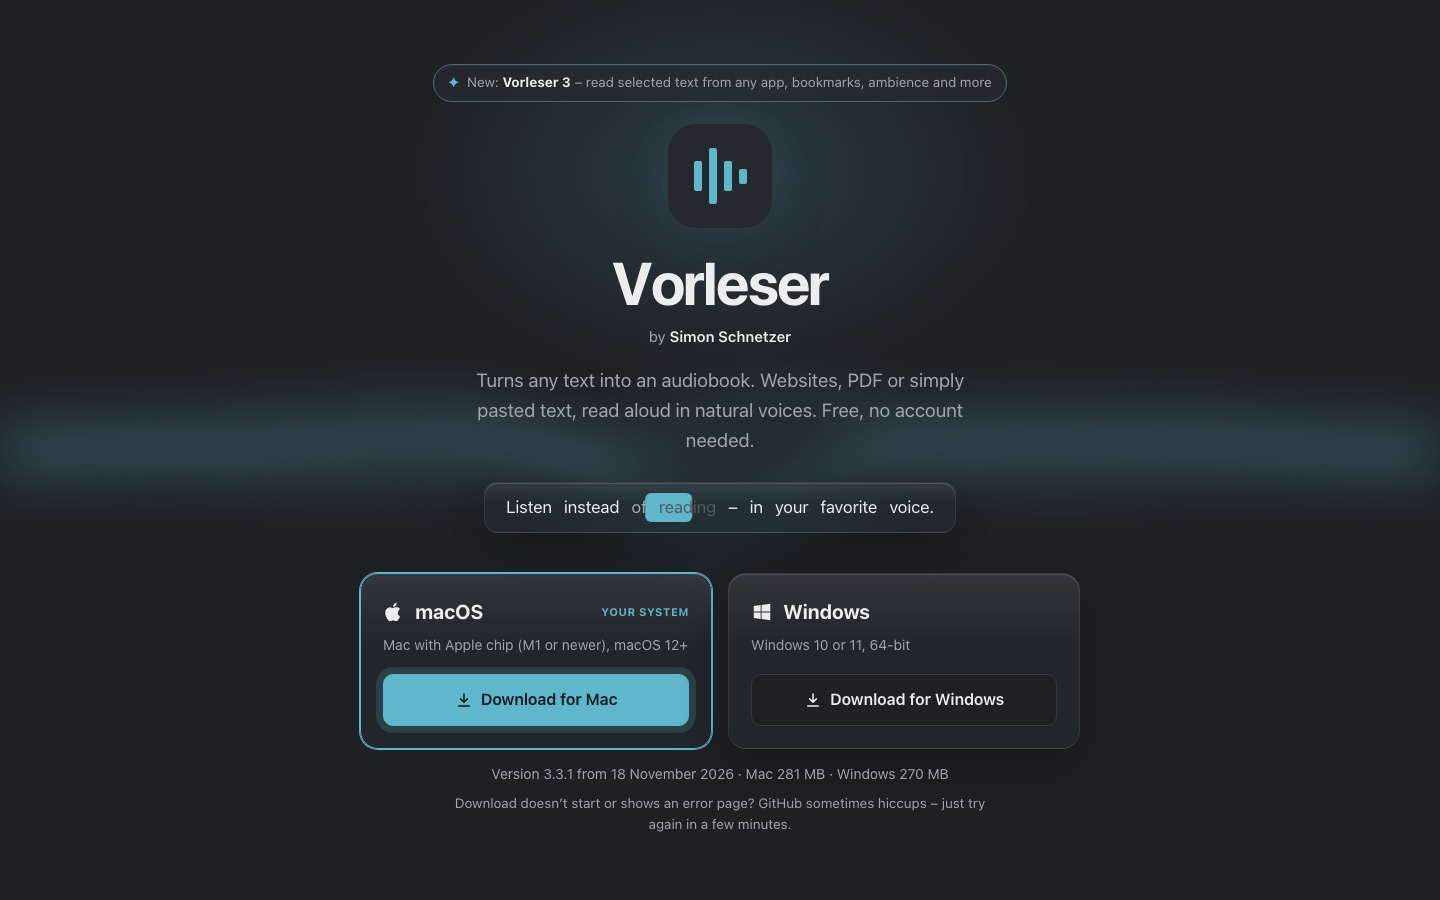 ✦ New: Vorleser 3 – read selected text from any app, bookmarks, ambience and more
Vorleser
by Simon Schnetzer
Turns any text into an audiobook. Websites, PDF or simply
pasted text, read aloud in natural voices. Free, no account
needed.
Listen instead of reading – in your favorite voice.
macOS
YOUR SYSTEM
Mac with Apple chip (M1 or newer), macOS 12+
Download for Mac
Windows
Windows 10 or 11, 64-bit
Download for Windows
Version 3.3.1 from 18 November 2026 · Mac 281 MB · Windows 270 MB
Download doesn’t start or shows an error page? GitHub sometimes hiccups – just try
again in a few minutes.